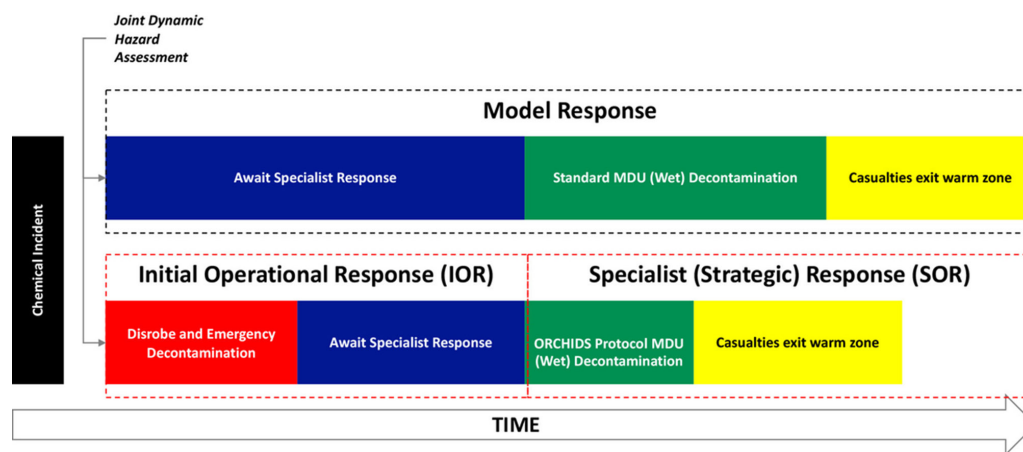 Joint Dynamic
Hazard
Assessment
Model Response
Chemical Incident
Await Specialist Response
Standard MDU (Wet) Decontamination
Casualties exit warm zone
Initial Operational Response (IOR)
Specialist (Strategic) Response (SOR)
Disrobe and Emergency
Decontamination
Await Specialist Response
ORCHIDS Protocol MDU
(Wet) Decontamination
Casualties exit warm zone
TIME